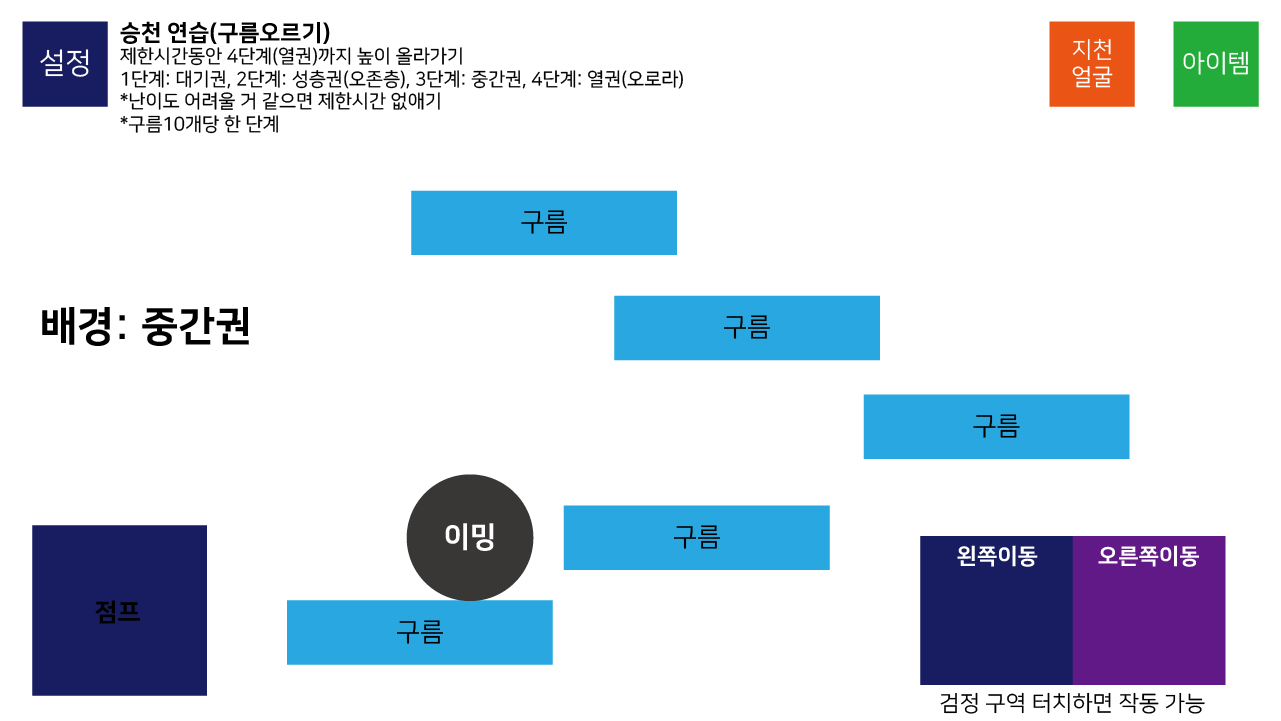 설정
승천 연습(구름오르기)
제한시간동안 4단계(열권)까지 높이 올라가기
1단계: 대기권, 2단계: 성층권(오존층), 3단계: 중간권, 4단계: 열권(오로라)
*난이도 어려울 거 같으면 제한시간 없애기
*구름10개당 한 단계
지천
얼굴
아이템
구름
배경: 중간권
구름
구름
이밍
구름
점프
구름
왼쪽이동
오른쪽이동
검정 구역 터치하면 작동 가능